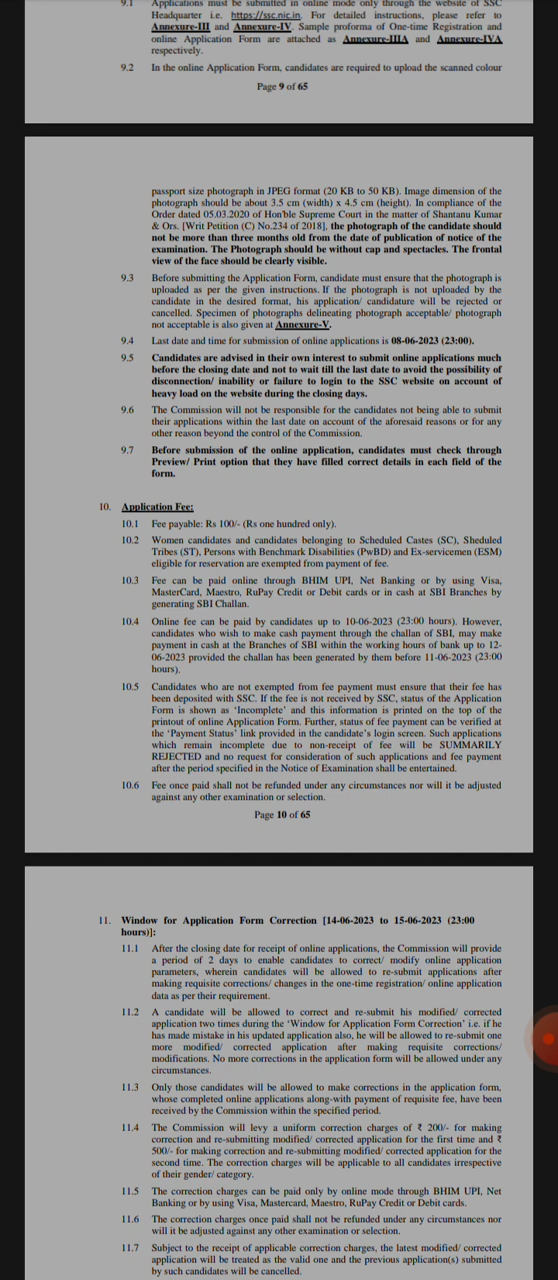 9.1 Applications must be submitted in online mode only through the website of SSC
Headquarter i.e. https://ssc.nic.in. For detailed instructions, please refer to
Annexure-III and Annexure-IV. Sample proforma of One-time Registration and
online Application Form are attached as Annexure-IIIA and Annexure-IVA
respectively.
9.2 In the online Application Form, candidates are required to upload the scanned colour
Page 9 of 65
passport size photograph in JPEG format (20 KB to 50 KB). Image dimension of the
photograph should be about 3.5 cm (width) x 4.5 cm (height). In compliance of the
Order dated 05.03.2020 of Hon'ble Supreme Court in the matter of Shantanu Kumar
& Ors. [Writ Petition (C) No.234 of 2018], the photograph of the candidate should
not be more than three months old from the date of publication of notice of the
examination. The Photograph should be without cap and spectacles. The frontal
view of the face should be clearly visible.
9.3 Before submitting the Application Form, candidate must ensure that the photograph is
uploaded as per the given instructions. If the photograph is not uploaded by the
candidate in the desired format, his application/ candidature will be rejected or
cancelled. Specimen of photographs delineating photograph acceptable/ photograph
not acceptable is also given at Annexure-V.
9.4 Last date and time for submission of online applications is 08-06-2023 (23:00).
9.5 Candidates are advised in their own interest to submit online applications much
before the closing date and not to wait till the last date to avoid the possibility of
disconnection/ inability or failure to login to the SSC website on account of
heavy load on the website during the closing days.
9.6 The Commission will not be responsible for the candidates not being able to submit
their applications within the last date on account of the aforesaid reasons or for any
other reason beyond the control of the Commission.
9.7 Before submission of the online application, candidates must check through
Preview/ Print option that they have filled correct details in each field of the
form.
10. Application Fee:
10.1 Fee payable: Rs 100/- (Rs one hundred only).
10.2 Women candidates and candidates belonging to Scheduled Castes (SC), Sheduled
Tribes (ST), Persons with Benchmark Disabilities (PwBD) and Ex-servicemen (ESM)
eligible for reservation are exempted from payment of fee.
10.3 Fee can be paid online through BHIM UPI, Net Banking or by using Visa,
MasterCard, Maestro, RuPay Credit or Debit cards or in cash at SBI Branches by
generating SBI Challan.
10.4 Online fee can be paid by candidates up to 10-06-2023 (23:00 hours). However,
candidates who wish to make cash payment through the challan of SBI, may make
payment in cash at the Branches of SBI within the working hours of bank up to 12-
06-2023 provided the challan has been generated by them before 11-06-2023 (23:00
hours).
10.5 Candidates who are not exempted from fee payment must ensure that their fee has
been deposited with SSC. If the fee is not received by SSC, status of the Application
Form is shown as 'Incomplete' and this information is printed on the top of the
printout of online Application Form. Further, status of fee payment can be verified at
the 'Payment Status' link provided in the candidate's login screen. Such applications
which remain incomplete due to non-receipt of fee will be SUMMARILY
REJECTED and no request for consideration of such applications and fee payment
after the period specified in the Notice of Examination shall be entertained.
10.6 Fee once paid shall not be refunded under any circumstances nor will it be adjusted
against any other examination or selection.
Page 10 of 65
11. Window for Application Form Correction [14-06-2023 to 15-06-2023 (23:00
hours)]:
11.1 After the closing date for receipt of online applications, the Commission will provide
a period of 2 days to enable candidates to correct/ modify online application
parameters, wherein candidates will be allowed to re-submit applications after
making requisite corrections/ changes in the one-time registration/ online application
data as per their requirement.
11.2 A candidate will be allowed to correct and re-submit his modified/ corrected
application two times during the 'Window for Application Form Correction' i.e. if he
has made mistake in his updated application also, he will be allowed to re-submit one
more modified/ corrected application after making requisite corrections/
modifications. No more corrections in the application form will be allowed under any
circumstances.
11.3 Only those candidates will be allowed to make corrections in the application form,
whose completed online applications along-with payment of requisite fee, have been
received by the Commission within the specified period.
11.4 The Commission will levy a uniform correction charges of ₹ 200/- for making
correction and re-submitting modified/ corrected application for the first time and ₹
500/- for making correction and re-submitting modified/ corrected application for the
second time. The correction charges will be applicable to all candidates irrespective
of their gender/ category.
11.5 The correction charges can be paid only by online mode through BHIM UPI, Net
Banking or by using Visa, Mastercard, Maestro, RuPay Credit or Debit cards.
11.6 The correction charges once paid shall not be refunded under any circumstances nor
will it be adjusted against any other examination or selection.
11.7 Subject to the receipt of applicable correction charges, the latest modified/ corrected
application will be treated as the valid one and the previous application(s) submitted
by such candidates will be cancelled.